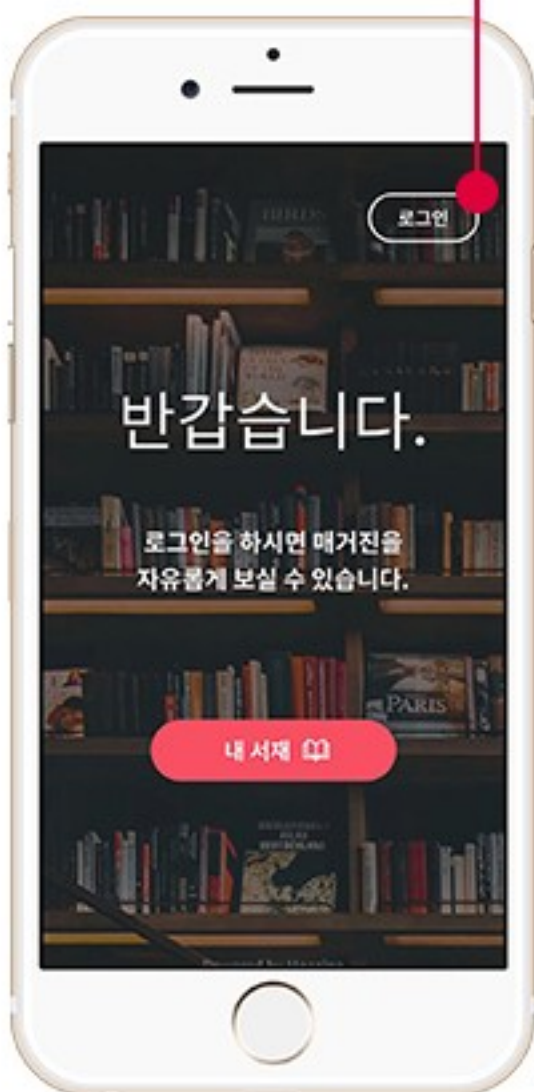 로그인
반갑습니다.
로그인을 하시면 매거진을
자유롭게 보실 수 있습니다.
PARIS
내 서재